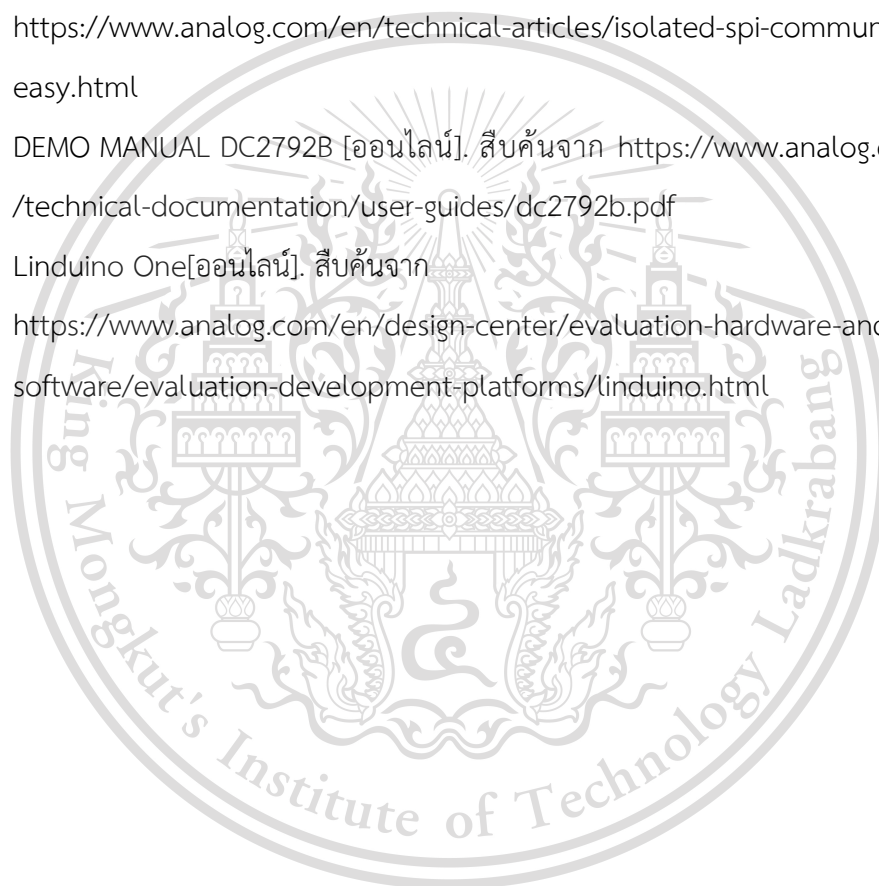 https://www.analog.com/en/technical-articles/isolated-spi-commun
easy.html
DEMO MANUAL DC2792B [ออนไลน์]. สืบค้นจาก https://www.analog.
/technical-documentation/user-guides/dc2792b.pdf
Linduino One[ออนไลน์]. สืบค้นจาก
https://www.analog.com/en/design-center/evaluation-hardware-and
software/evaluation-development-platforms/linduino.html
King Mongkut's Institute of Technology Ladkrabang